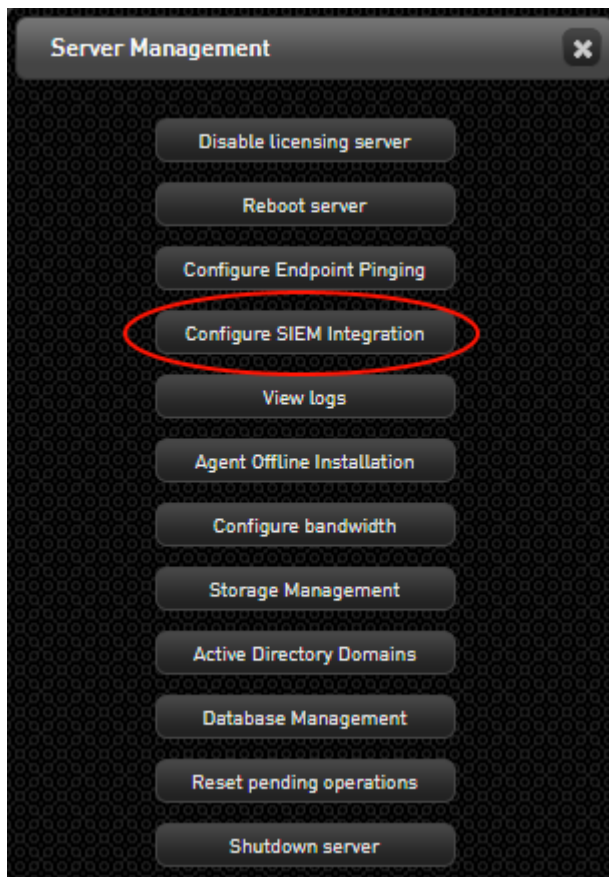 Server Management
Disable licensing server
Reboot server
Configure Endpoint Pinging
Configure SIEM Integration
View logs
Agent Offline Installation
Configure bandwidth
Storage Management
Active Directory Domains
Database Management
Reset pending operations
Shutdown server